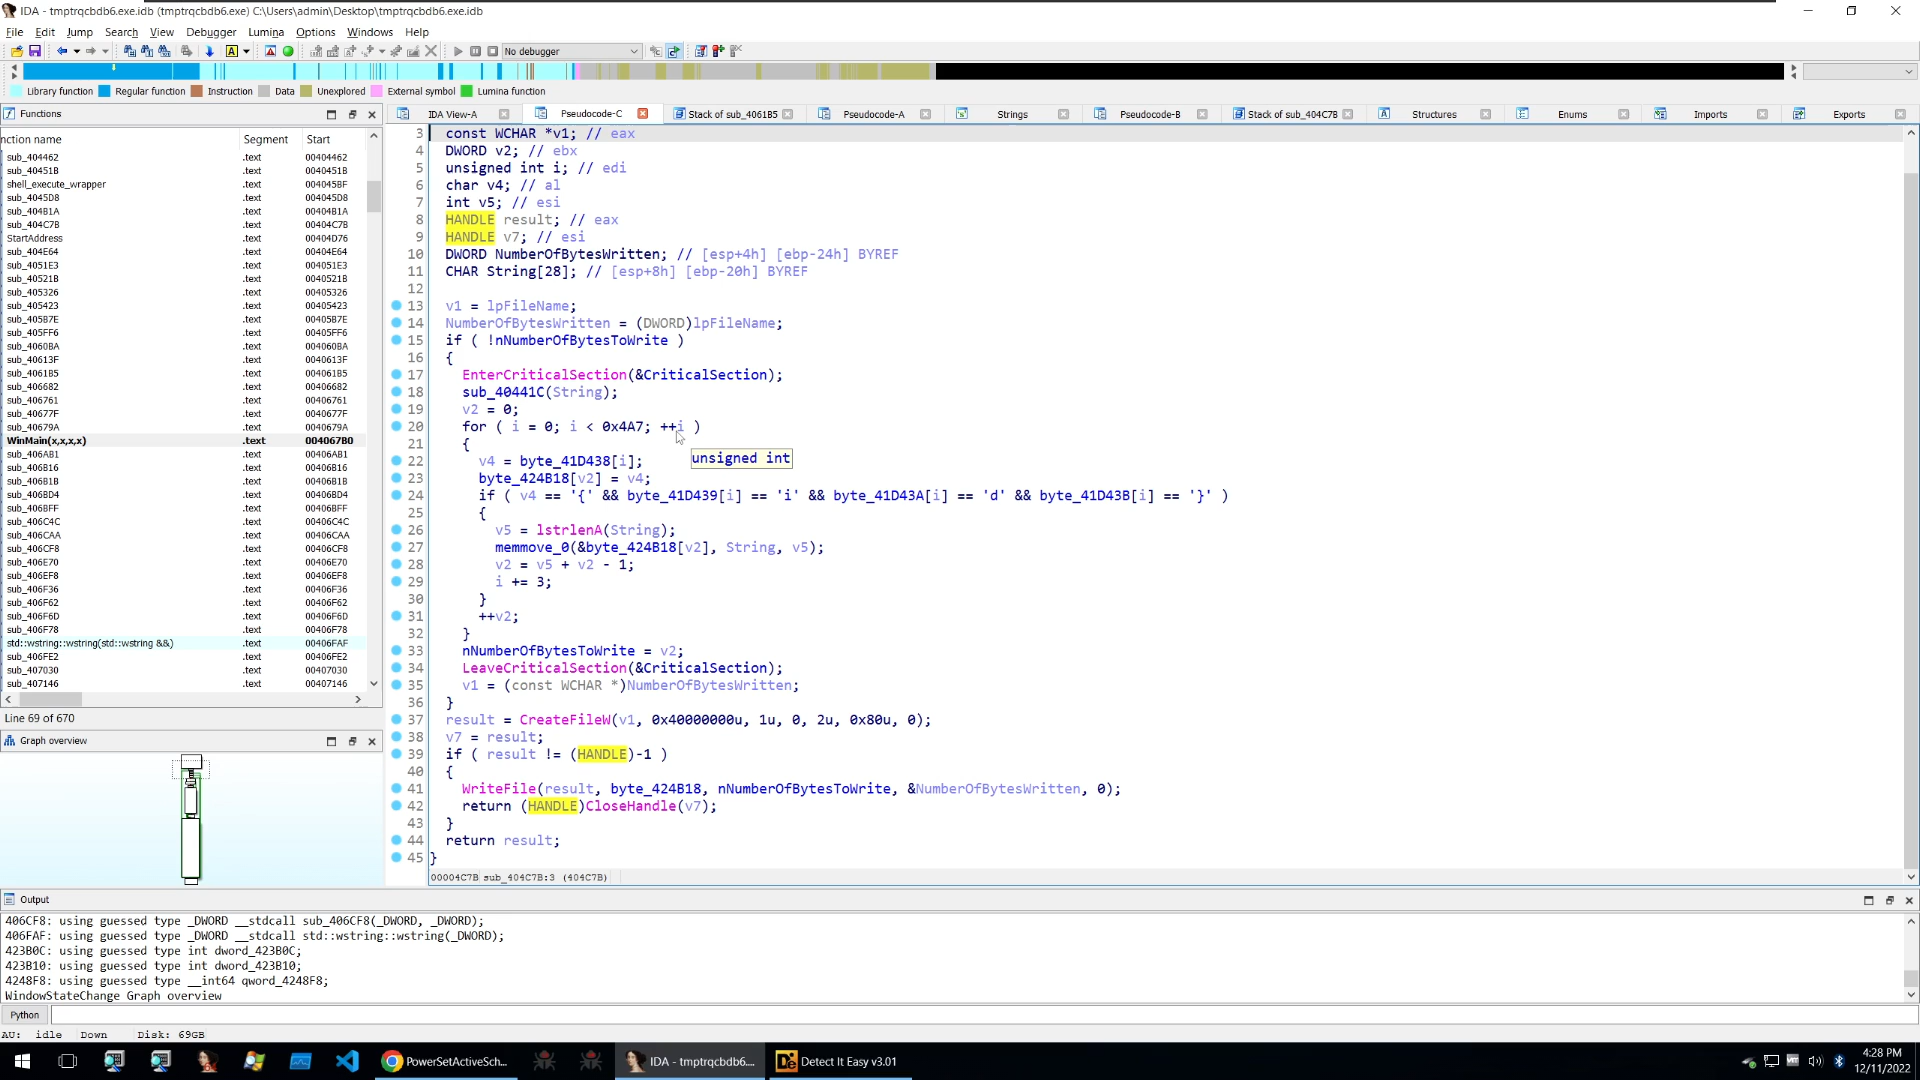 IDA - tmptrqcbdb6.exe.idb (tmptrqcbdb6.exe) C:\Users\admin\Desktop\tmptrqcbdb6.exe.idb
File Edit Jump Search View Debugger Lumina Options Windows Help
No debugger
Library function Regular function Instruction Data Unexplored External symbol Lumina function
Functions
IDA View-A Pseudocode-C Stack of sub_4061B5 Pseudocode-A Strings Pseudocode-B Stack of sub_404C7B Structures Enums Imports Exports
nction name Segment Start
sub_404462 .text 00404462
sub_40451B .text 0040451B
shell_execute_wrapper .text 004045BF
sub_4045D8 .text 004045D8
sub_404B1A .text 00404B1A
sub_404C7B .text 00404C7B
StartAddress .text 00404D76
sub_404E64 .text 00404E64
sub_4051E3 .text 004051E3
sub_40521B .text 0040521B
sub_405326 .text 00405326
sub_405423 .text 00405423
sub_405B7E .text 00405B7E
sub_405FF6 .text 00405FF6
sub_4060BA .text 004060BA
sub_40613F .text 0040613F
sub_4061B5 .text 004061B5
sub_406682 .text 00406682
sub_406761 .text 00406761
sub_40677F .text 0040677F
sub_40679A .text 0040679A
WinMain(x,x,x,x) .text 004067B0
sub_406AB1 .text 00406AB1
sub_406B16 .text 00406B16
sub_406B1B .text 00406B1B
sub_406BD4 .text 00406BD4
sub_406BFF .text 00406BFF
sub_406C4C .text 00406C4C
sub_406CAA .text 00406CAA
sub_406CF8 .text 00406CF8
sub_406E70 .text 00406E70
sub_406EF8 .text 00406EF8
sub_406F36 .text 00406F36
sub_406F62 .text 00406F62
sub_406F6D .text 00406F6D
sub_406F78 .text 00406F78
std::wstring::wstring(std::wstring &&) .text 00406FAF
sub_406FE2 .text 00406FE2
sub_407030 .text 00407030
sub_407146 .text 00407146
Line 69 of 670
Graph overview
3 const WCHAR *v1; // eax
4 DWORD v2; // ebx
5 unsigned int i; // edi
6 char v4; // al
7 int v5; // esi
8 HANDLE result; // eax
9 HANDLE v7; // esi
10 DWORD NumberOfBytesWritten; // [esp+4h] [ebp-24h] BYREF
11 CHAR String[28]; // [esp+8h] [ebp-20h] BYREF
12
13 v1 = lpFileName;
14 NumberOfBytesWritten = (DWORD)lpFileName;
15 if ( !nNumberOfBytesToWrite )
16 {
17 EnterCriticalSection(&CriticalSection);
18 sub_40441C(String);
19 v2 = 0;
20 for ( i = 0; i < 0x4A7; ++i )
21 {
22 v4 = byte_41D438[i];
unsigned int
23 byte_424B18[v2] = v4;
24 if ( v4 == '{' && byte_41D439[i] == 'i' && byte_41D43A[i] == 'd' && byte_41D43B[i] == '}' )
25 {
26 v5 = lstrlenA(String);
27 memmove_0(&byte_424B18[v2], String, v5);
28 v2 = v5 + v2 - 1;
29 i += 3;
30 }
31 ++v2;
32 }
33 nNumberOfBytesToWrite = v2;
34 LeaveCriticalSection(&CriticalSection);
35 v1 = (const WCHAR *)NumberOfBytesWritten;
36 }
37 result = CreateFileW(v1, 0x40000000u, 1u, 0, 2u, 0x80u, 0);
38 v7 = result;
39 if ( result != (HANDLE)-1 )
40 {
41 WriteFile(result, byte_424B18, nNumberOfBytesToWrite, &NumberOfBytesWritten, 0);
42 return (HANDLE)CloseHandle(v7);
43 }
44 return result;
45 }
00004C7B sub_404C7B:3 (404C7B)
Output
406CF8: using guessed type _DWORD __stdcall sub_406CF8(_DWORD, _DWORD);
406FAF: using guessed type _DWORD __stdcall std::wstring::wstring(_DWORD);
423B0C: using guessed type int dword_423B0C;
423B10: using guessed type int dword_423B10;
4248F8: using guessed type __int64 qword_4248F8;
WindowStateChange Graph overview
Python
AU: idle Down Disk: 69GB
PowerSetActiveSch... IDA - tmptrqcbdb6.... Detect It Easy v3.01
4:28 PM
12/11/2022